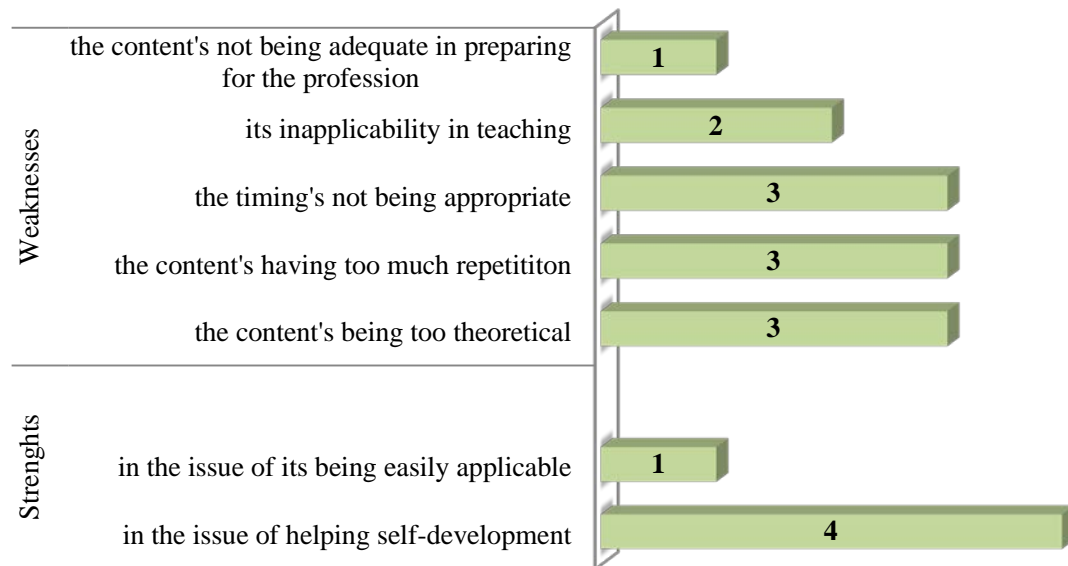 Weaknesses
the content's not being adequate in preparing
for the profession
1
its inapplicability in teaching
2
the timing's not being appropriate
3
the content's having too much repetititon
3
the content's being too theoretical
3
Strenghts
in the issue of its being easily applicable
1
in the issue of helping self-development
4